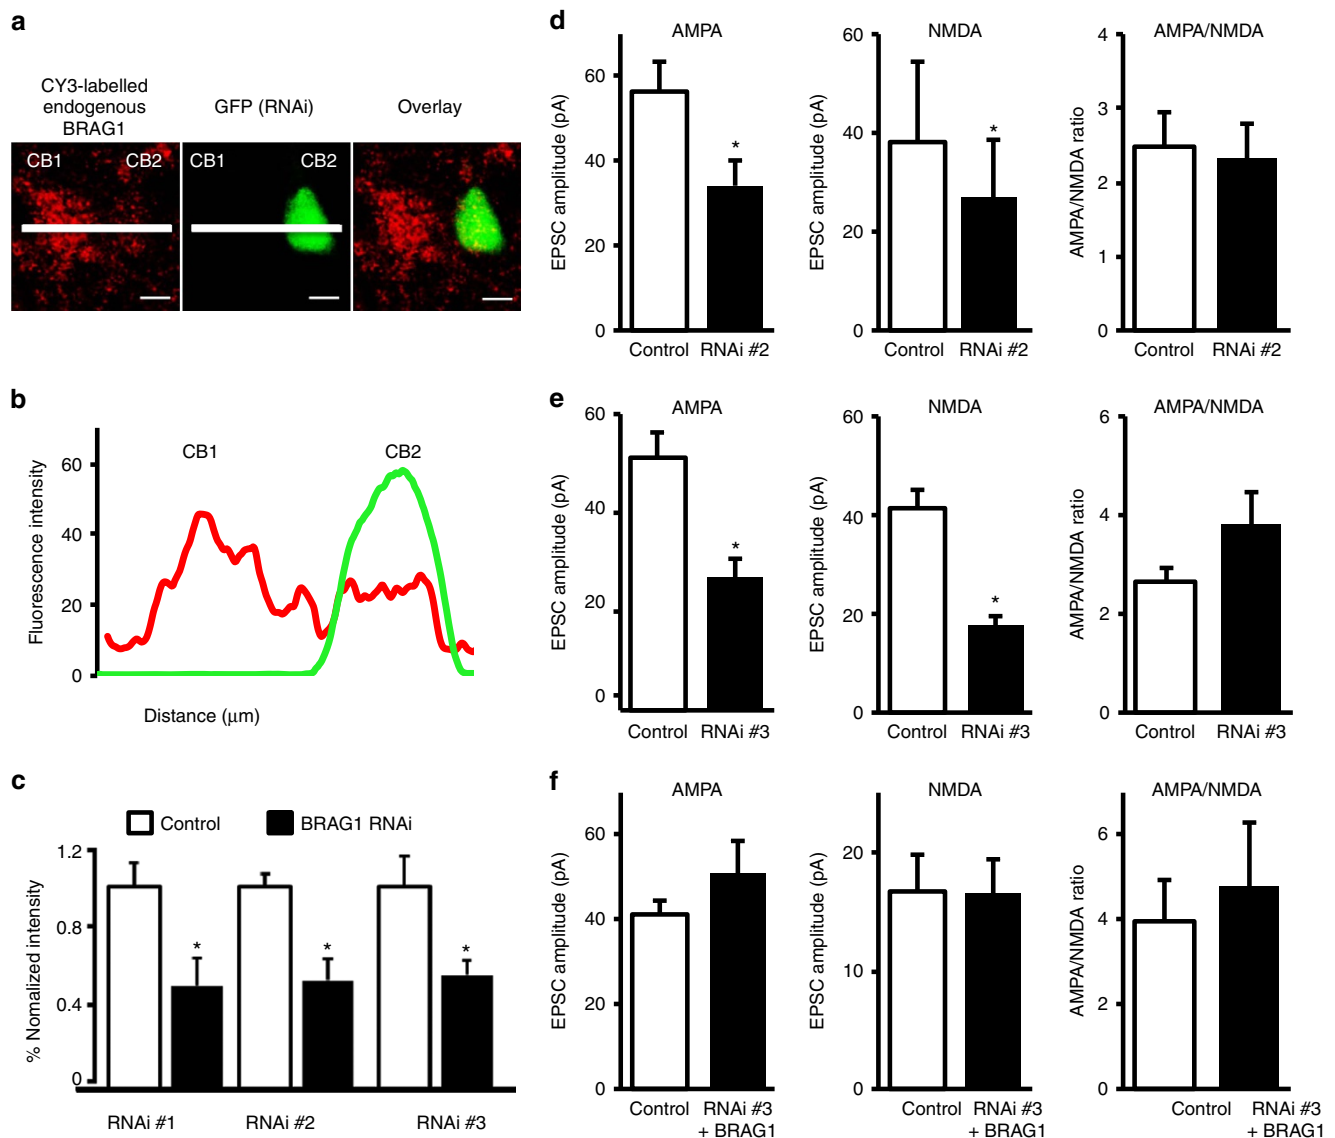 a
CY3-labelled
endogenous
BRAG1
GFP (RNAi)
Overlay
CB1 CB2
CB1 CB2
b
Fluorescence intensity
60
40
20
0
CB1
CB2
Distance (μm)
c
Control
BRAG1 RNAi
% Nomalized intensity
1.2
0.8
0.4
0
*
*
*
RNAi #1
RNAi #2
RNAi #3
d
AMPA
EPSC amplitude (pA)
60
40
20
0
*
Control RNAi #2
NMDA
EPSC amplitude (pA)
60
40
20
0
*
Control RNAi #2
AMPA/NMDA
AMPA/NMDA ratio
4
3
2
1
0
Control RNAi #2
e
AMPA
EPSC amplitude (pA)
60
40
20
0
*
Control RNAi #3
NMDA
EPSC amplitude (pA)
60
40
20
0
*
Control RNAi #3
AMPA/NMDA
AMPA/NMDA ratio
6
4
2
0
Control RNAi #3
f
AMPA
EPSC amplitude (pA)
60
40
20
0
Control RNAi #3
+ BRAG1
NMDA
EPSC amplitude (pA)
20
10
0
Control RNAi #3
+ BRAG1
AMPA/NMDA
AMPA/NMDA ratio
6
4
2
0
Control RNAi #3
+ BRAG1